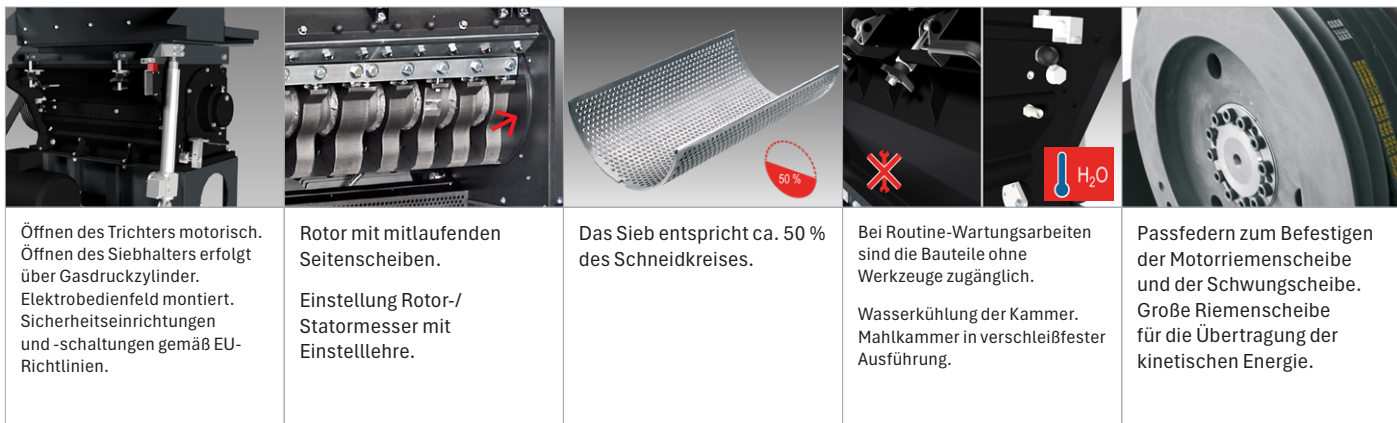 50 %
H₂O
Öffnen des Trichters motorisch.
Öffnen des Siebhalters erfolgt
über Gasdruckzylinder.
Elektrobedienfeld montiert.
Sicherheitseinrichtungen
und -schaltungen gemäß EU-
Richtlinien.
Rotor mit mitlaufenden
Seitenscheiben.
Einstellung Rotor-/
Statormesser mit
Einstelllehre.
Das Sieb entspricht ca. 50 %
des Schneidkreises.
Bei Routine-Wartungsarbeiten
sind die Bauteile ohne
Werkzeuge zugänglich.
Wasserkühlung der Kammer.
Mahlkammer in verschleißfester
Ausführung.
Passfedern zum Befestigen
der Motorriemenscheibe
und der Schwungscheibe.
Große Riemenscheibe
für die Übertragung der
kinetischen Energie.